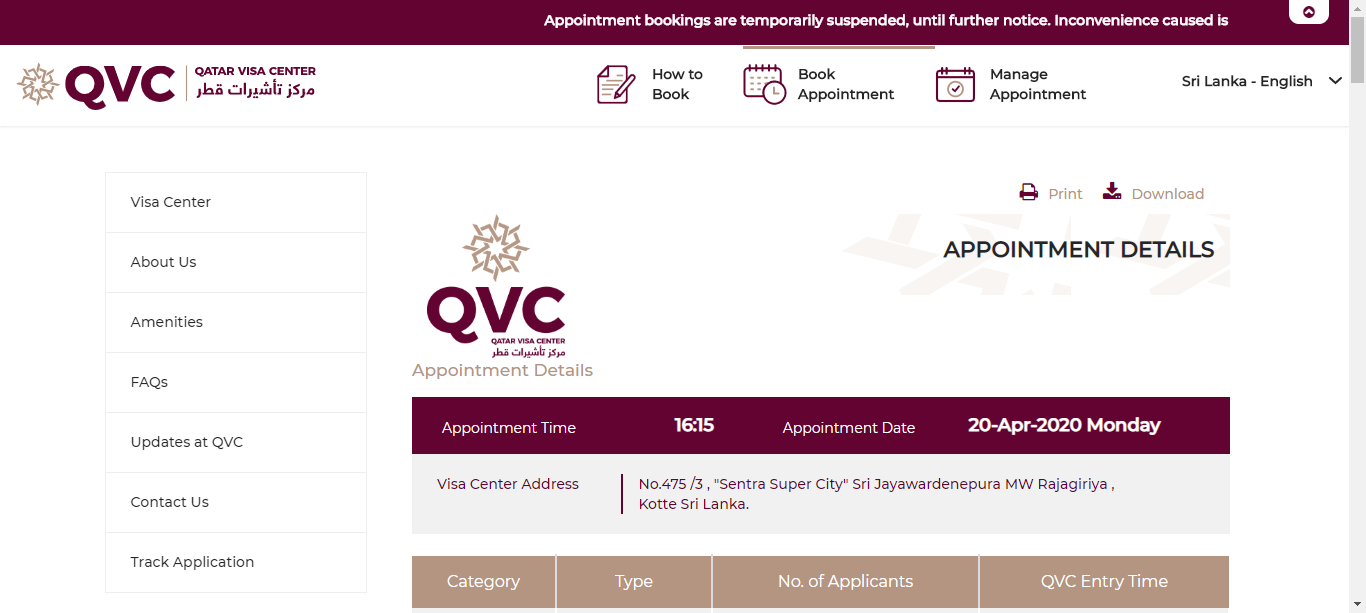 Appointment bookings are temporarily suspended, until further notice. Inconvenience caused is
QVC
QATAR VISA CENTER
مركز تأشيرات قطر
How to
Book
Book
Appointment
Manage
Appointment
Sri Lanka - English
Visa Center
About Us
Amenities
FAQs
Updates at QVC
Contact Us
Track Application
Print
Download
QVC
QATAR VISA CENTER
مركز تأشيرات قطر
APPOINTMENT DETAILS
Appointment Details
Appointment Time 16:15 Appointment Date 20-Apr-2020 Monday
Visa Center Address
No.475 /3 , "Sentra Super City" Sri Jayawardenepura MW Rajagiriya ,
Kotte Sri Lanka.
Category Type No. of Applicants QVC Entry Time